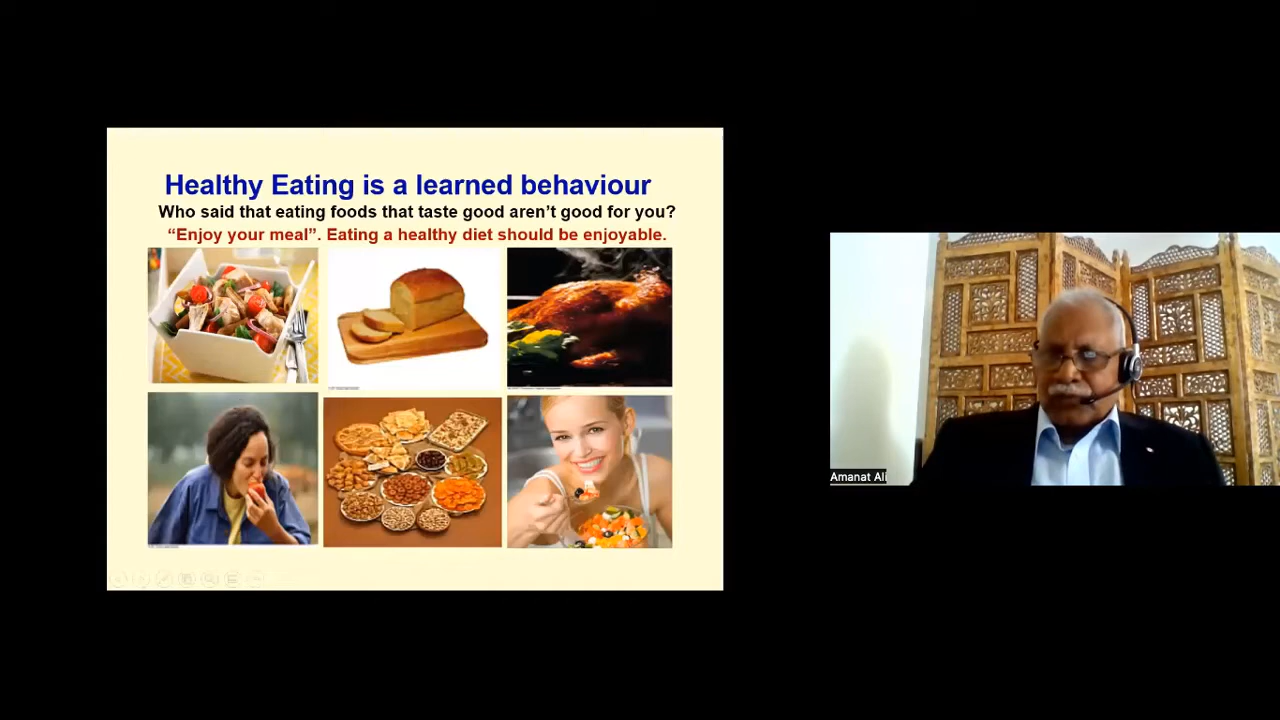 Healthy Eating is a learned behaviour
Who said that eating foods that taste good aren't good for you?
“Enjoy your meal”. Eating a healthy diet should be enjoyable.
Amanat Ali